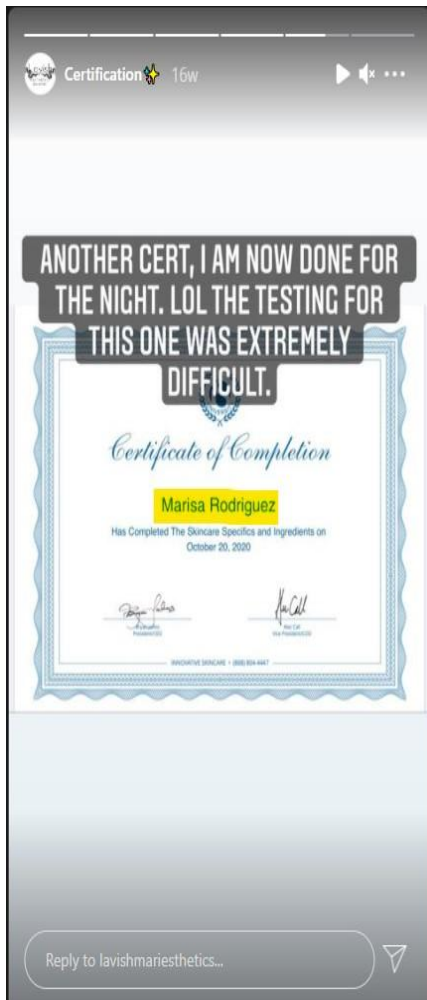 Certification✨ 16w
ANOTHER CERT, I AM NOW DONE FOR
THE NIGHT. LOL THE TESTING FOR
THIS ONE WAS EXTREMELY
DIFFICULT.
Certificate of Completion
Marisa Rodriguez
Has Completed The Skincare Specifics and Ingredients on
October 20, 2020
INNOVATIVE SKINCARE •
Reply to lavishmariesthetics...